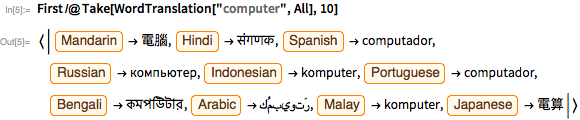 In[5]:= First/@Take[WordTranslation["computer", All], 10]
Out[5]= <| Mandarin → 電腦, Hindi → संगणक, Spanish → computador,
Russian → компьютер, Indonesian → komputer, Portuguese → computador,
Bengali → কমপিউটার, Arabic → كمبيوتر, Malay → komputer, Japanese → 電算 |>